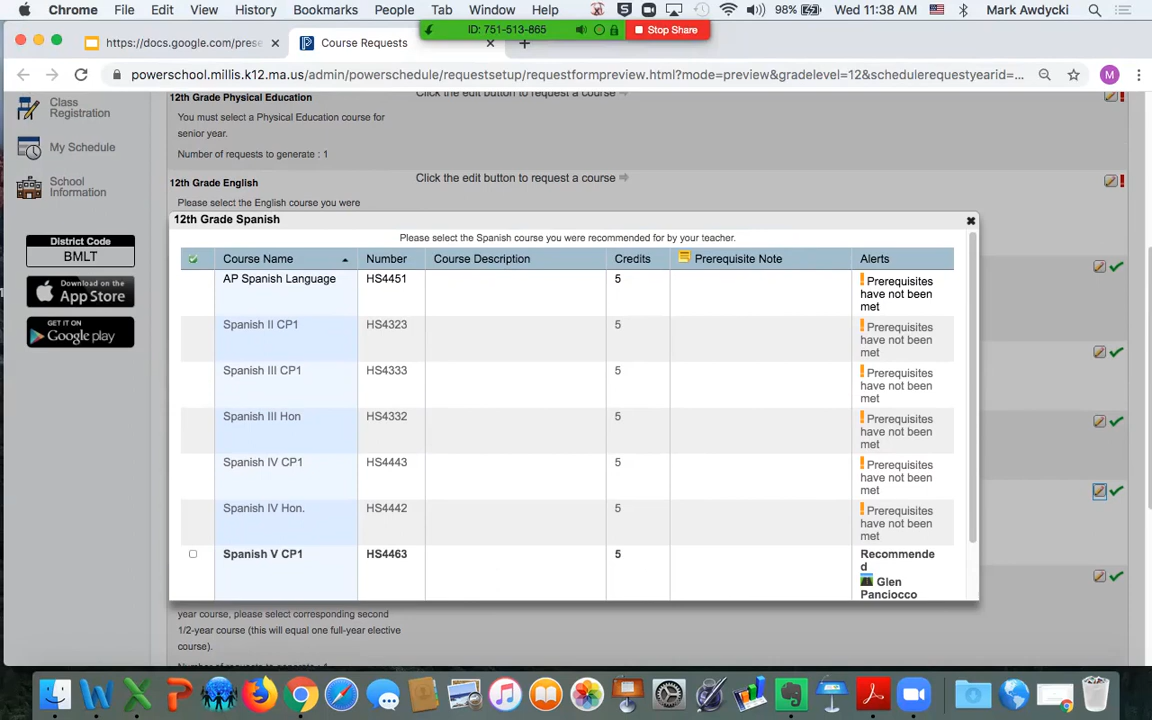 Chrome File Edit View History Bookmarks People Tab Window Help 98% Wed 11:38 AM Mark Awdycki
ID: 751-513-865 Stop Share
https://docs.google.com/prese × Course Requests × +
powerschool.millis.k12.ma.us/admin/powerschedule/requestsetup/requestformpreview.html?mode=preview&gradelevel=12&schedulerequestyearid=... M
Class
Registration
My Schedule
School
Information
District Code
BMLT
Download on the
App Store
GET IT ON
Google play
12th Grade Physical Education
Click the edit button to request a course
You must select a Physical Education course for
senior year.
Number of requests to generate : 1
12th Grade English
Click the edit button to request a course
Please select the English course you were
12th Grade Spanish
Please select the Spanish course you were recommended for by your teacher.
Course Name Number Course Description Credits Prerequisite Note Alerts
AP Spanish Language HS4451 5 Prerequisites
have not been
met
Spanish II CP1 HS4323 5 Prerequisites
have not been
met
Spanish III CP1 HS4333 5 Prerequisites
have not been
met
Spanish III Hon HS4332 5 Prerequisites
have not been
met
Spanish IV CP1 HS4443 5 Prerequisites
have not been
met
Spanish IV Hon. HS4442 5 Prerequisites
have not been
met
Spanish V CP1 HS4463 5 Recommende
d
Glen
Panciocco
year course, please select corresponding second
1/2-year course (this will equal one full-year elective
course).